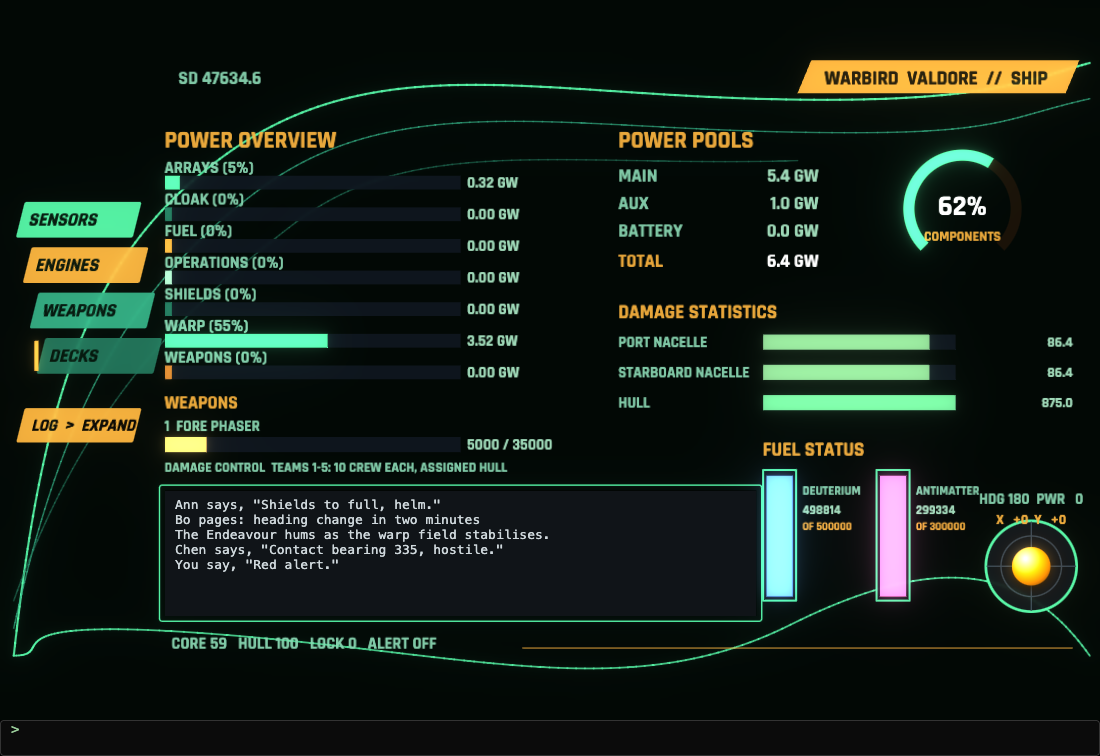 SD 47634.6
WARBIRD VALDORE // SHIP
POWER OVERVIEW
ARRAYS (5%)
0.32 GW
CLOAK (0%)
0.00 GW
FUEL (0%)
0.00 GW
OPERATIONS (0%)
0.00 GW
SHIELDS (0%)
0.00 GW
WARP (55%)
3.52 GW
WEAPONS (0%)
0.00 GW
SENSORS
ENGINES
WEAPONS
DECKS
LOG > EXPAND
WEAPONS
1 FORE PHASER
5000 / 35000
DAMAGE CONTROL TEAMS 1-5: 10 CREW EACH, ASSIGNED HULL
POWER POOLS
MAIN 5.4 GW
AUX 1.0 GW
BATTERY 0.0 GW
TOTAL 6.4 GW
62%
COMPONENTS
DAMAGE STATISTICS
PORT NACELLE 86.4
STARBOARD NACELLE 86.4
HULL 875.0
FUEL STATUS
DEUTERIUM
498814
OF 500000
ANTIMATTER
299334
OF 300000
HDG 180 PWR 0
X +0 Y +0
Ann says, "Shields to full, helm."
Bo pages: heading change in two minutes
The Endeavour hums as the warp field stabilises.
Chen says, "Contact bearing 335, hostile."
You say, "Red alert."
CORE 59 HULL 100 LOCK 0 ALERT OFF
>